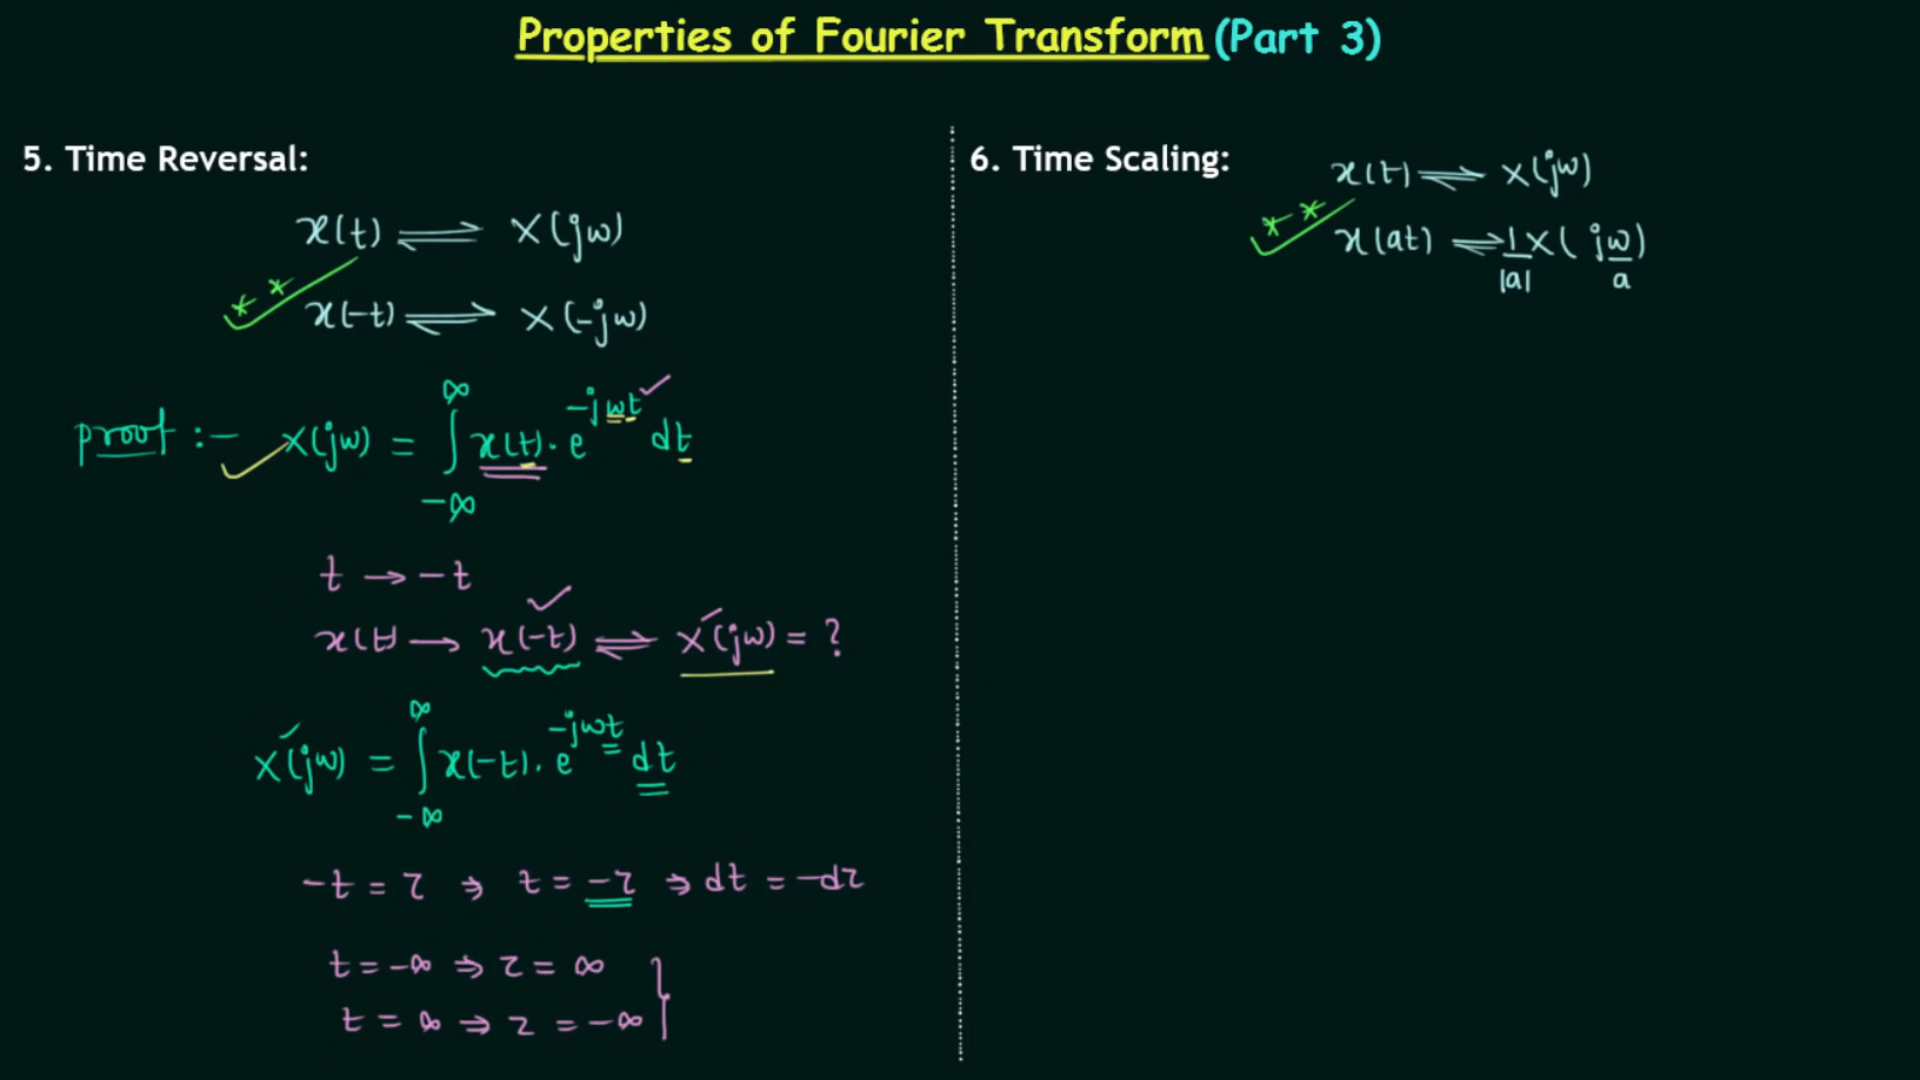 Properties of Fourier Transform (Part 3)
5. Time Reversal:
x(t) ⇌ X(jω)
** x(-t) ⇌ X(-jω)
proof :- X(jω) = ∫_{-∞}^{∞} x(t) · e^{-jωt} dt
t → -t
x(t) → x(-t) ⇌ X′(jω) = ?
X′(jω) = ∫_{-∞}^{∞} x(-t) · e^{-jωt} dt
-t = τ ⇒ t = -τ ⇒ dt = -dτ
t = -∞ ⇒ τ = ∞
t = ∞ ⇒ τ = -∞
6. Time Scaling:
x(t) ⇌ X(jω)
** x(at) ⇌ 1/|a| X(jω/a)